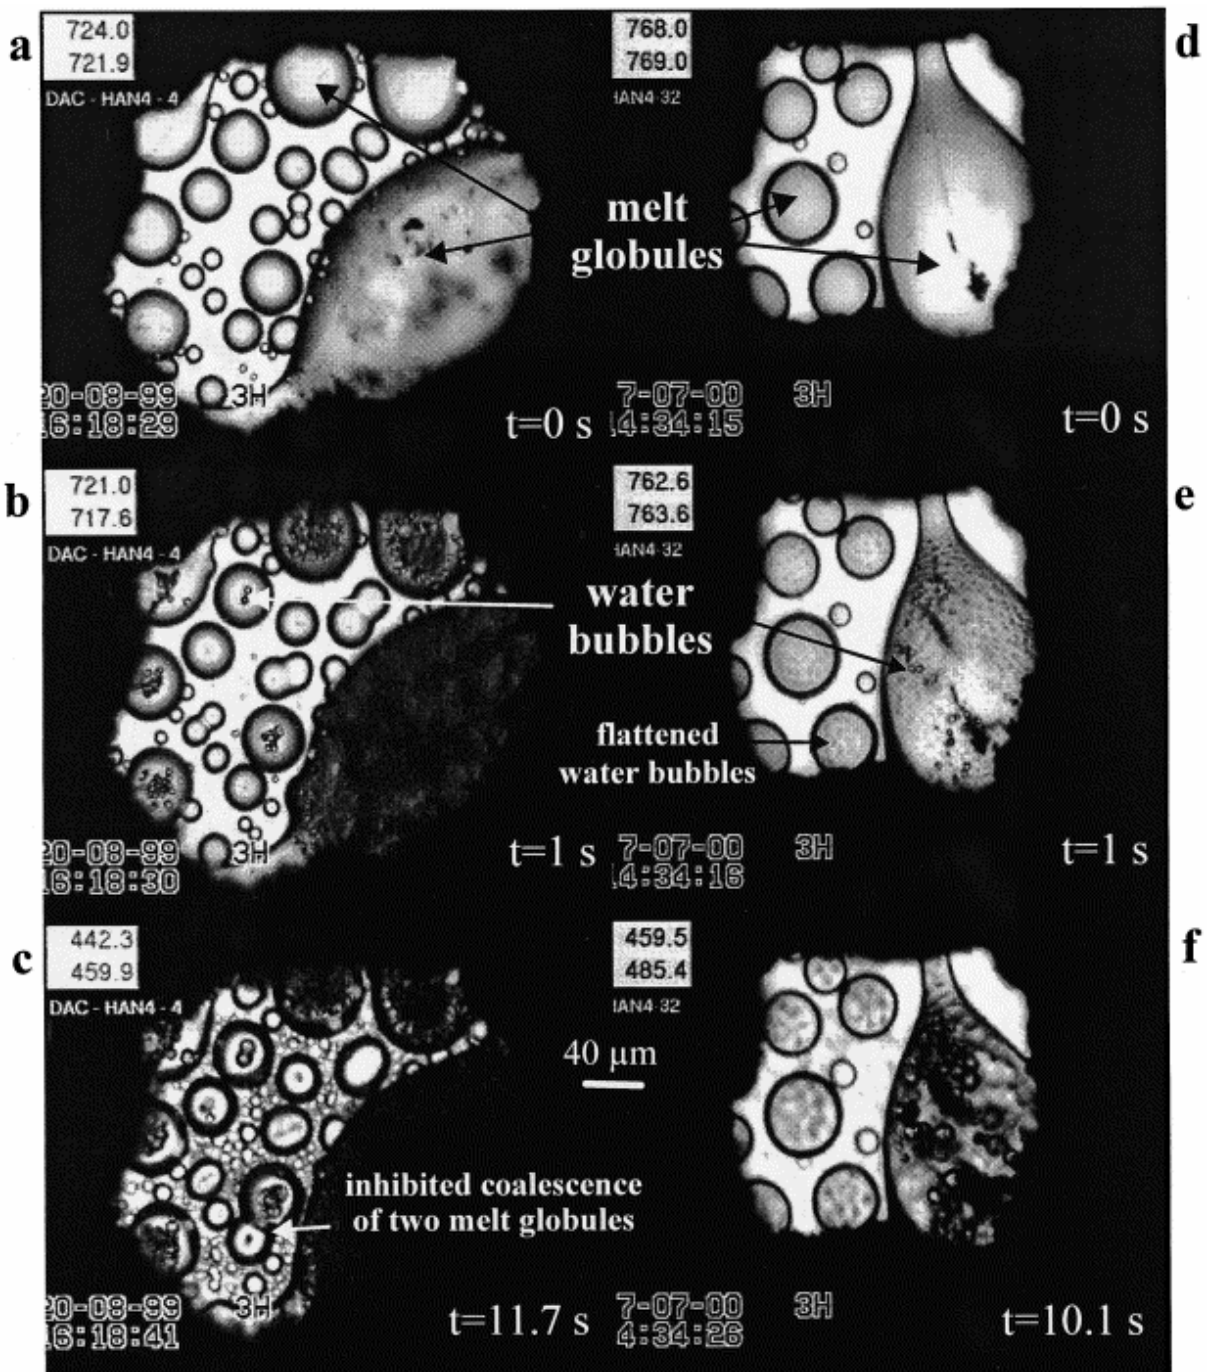 a
724.0
721.9
DAC - HAN4 - 4
20-08-99
16:18:29
3H
t=0 s
d
768.0
769.0
HAN4-32
7-07-00
4:34:15
3H
t=0 s
melt
globules
b
721.0
717.6
DAC - HAN4 - 4
20-08-99
16:18:30
3H
t=1 s
e
762.6
763.6
HAN4-32
7-07-00
4:34:16
3H
t=1 s
water
bubbles
flattened
water bubbles
c
442.3
459.9
DAC - HAN4 - 4
20-08-99
16:18:41
3H
t=11.7 s
f
459.5
485.4
HAN4-32
7-07-00
4:34:26
3H
t=10.1 s
40 µm
inhibited coalescence
of two melt globules